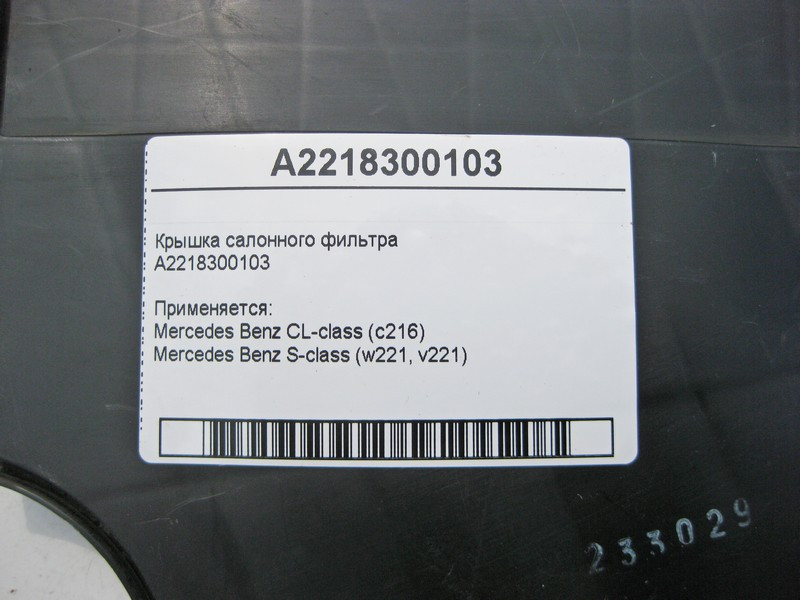 A2218300103
Крышка салонного фильтра
A2218300103
Применяется:
Mercedes Benz CL-class (c216)
Mercedes Benz S-class (w221, v221)
233029